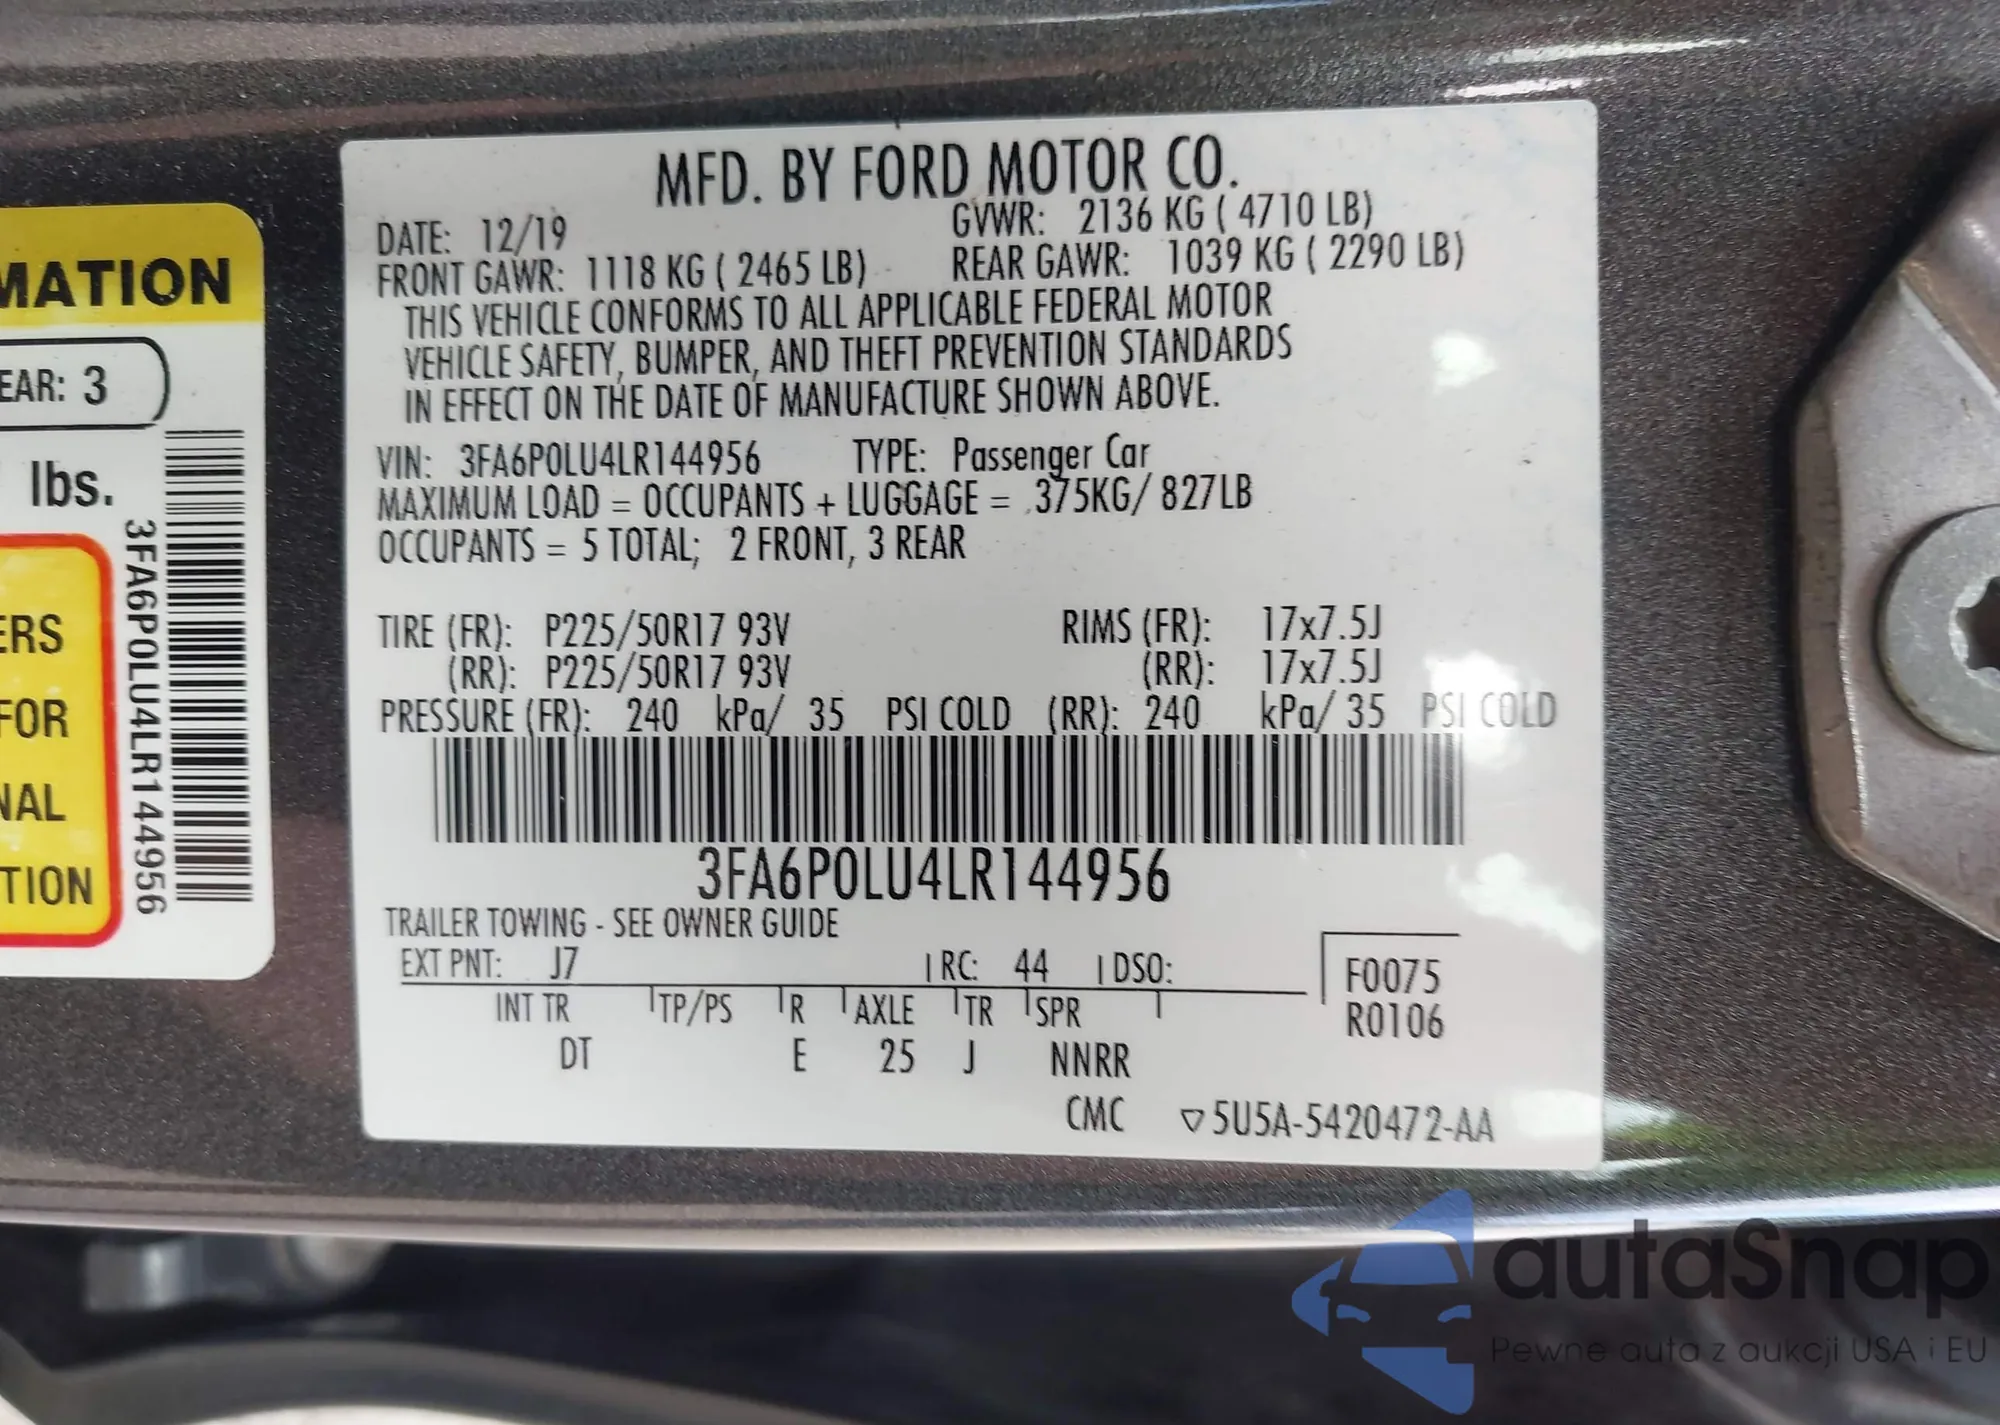 MATION
EAR: 3
lbs.
3FA6P0LU4LR144956
ERS
FOR
NAL
TION
MFD. BY FORD MOTOR CO.
DATE: 12/19 GVWR: 2136 KG ( 4710 LB)
FRONT GAWR: 1118 KG ( 2465 LB) REAR GAWR: 1039 KG ( 2290 LB)
THIS VEHICLE CONFORMS TO ALL APPLICABLE FEDERAL MOTOR
VEHICLE SAFETY, BUMPER, AND THEFT PREVENTION STANDARDS
IN EFFECT ON THE DATE OF MANUFACTURE SHOWN ABOVE.
VIN: 3FA6P0LU4LR144956 TYPE: Passenger Car
MAXIMUM LOAD = OCCUPANTS + LUGGAGE = 375KG/ 827LB
OCCUPANTS = 5 TOTAL; 2 FRONT, 3 REAR
TIRE (FR): P225/50R17 93V RIMS (FR): 17x7.5J
(RR): P225/50R17 93V (RR): 17x7.5J
PRESSURE (FR): 240 kPa/ 35 PSI COLD (RR): 240 kPa/ 35 PSI COLD
3FA6P0LU4LR144956
TRAILER TOWING - SEE OWNER GUIDE
EXT PNT: J7 RC: 44 DSO: F0075
INT TR TP/PS R AXLE TR SPR R0106
DT E 25 J NNRR
CMC ▽5U5A-5420472-AA
autaSnap
Pewne auta z aukcji USA i EU